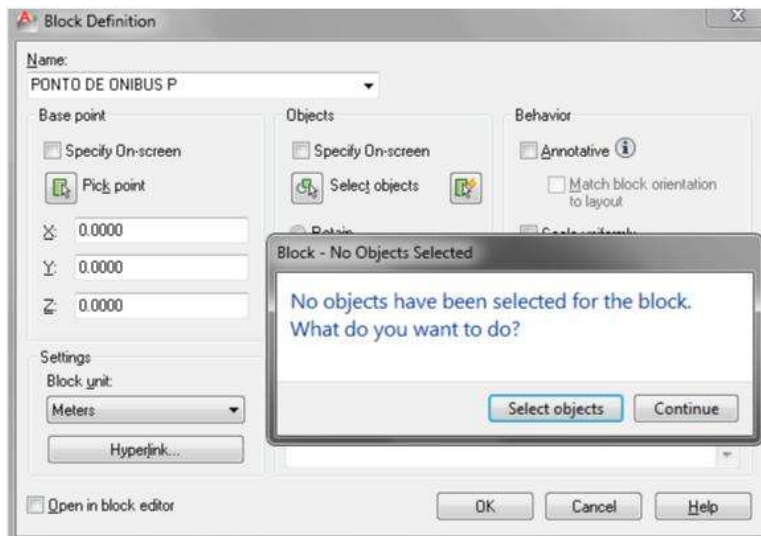 Block Definition
Name:
PONTO DE ONIBUS P
Base point
Specify On-screen
Pick point
X: 0.0000
Y: 0.0000
Z: 0.0000
Objects
Specify On-screen
Select objects
Retain
Behavior
Annotative
Match block orientation
to layout
Scale uniformly
Block - No Objects Selected
No objects have been selected for the block.
What do you want to do?
Select objects
Continue
Settings
Block unit:
Meters
Hyperlink...
Open in block editor
OK
Cancel
Help